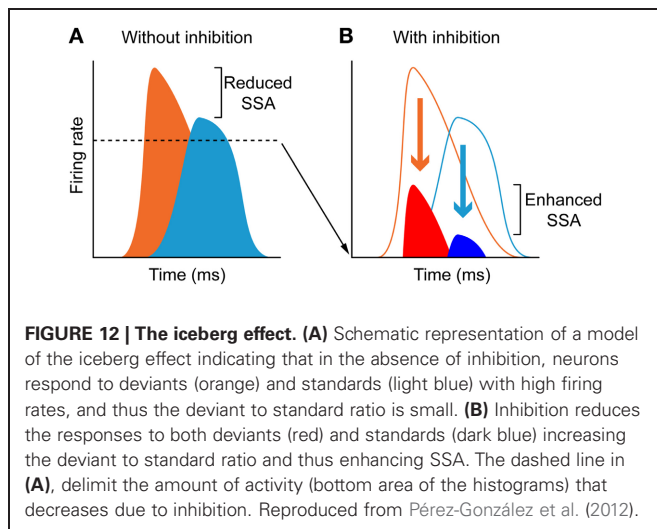 A Without inhibition
B With inhibition
Reduced
SSA
Firing rate
Enhanced
SSA
Time (ms)
Time (ms)
FIGURE 12 | The iceberg effect. (A) Schematic representation of a model
of the iceberg effect indicating that in the absence of inhibition, neurons
respond to deviants (orange) and standards (light blue) with high firing
rates, and thus the deviant to standard ratio is small. (B) Inhibition reduces
the responses to both deviants (red) and standards (dark blue) increasing
the deviant to standard ratio and thus enhancing SSA. The dashed line in
(A), delimit the amount of activity (bottom area of the histograms) that
decreases due to inhibition. Reproduced from Pérez-González et al. (2012).